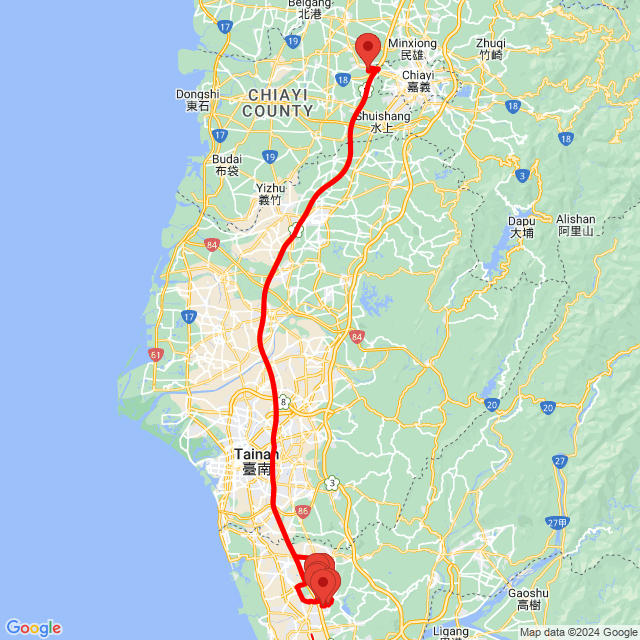 Beigang
北港
19
Minxiong
民雄
Zhuqi
竹崎
18
Chiayi
嘉義
Dongshi
東石
CHIAYI
COUNTY
Shuishang
水上
17
18
Budai
布袋
19
3
Yizhu
義竹
Dapu
大埔
Alishan
阿里山
84
17
84
61
8
20
20
Tainan
臺南
27
3
86
27甲
Gaoshu
高樹
Liqang
Google
Map data ©2024 Google